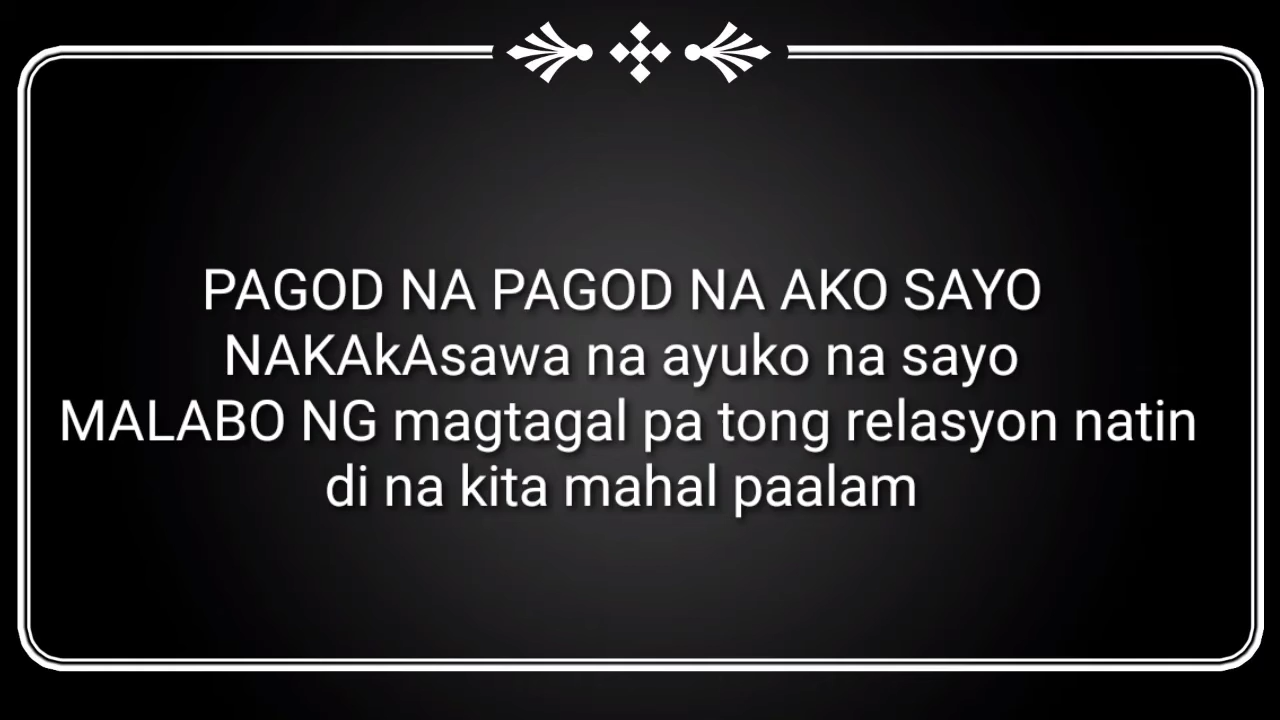 PAGOD NA PAGOD NA AKO SAYO
NAKAkAsawa na ayuko na sayo
MALABO NG magtagal pa tong relasyon natin
di na kita mahal paalam